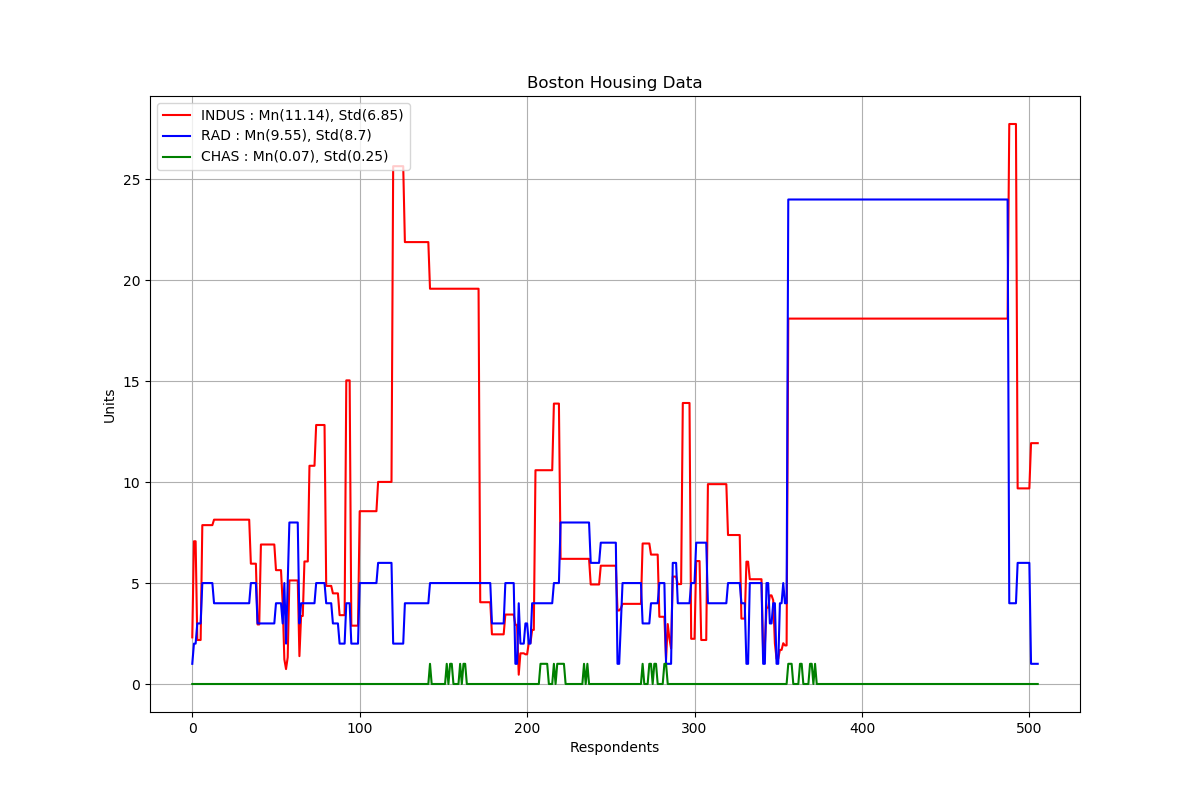 Boston Housing Data
INDUS : Mn(11.14), Std(6.85)
RAD : Mn(9.55), Std(8.7)
CHAS : Mn(0.07), Std(0.25)
Units
25
20
15
10
5
0
0 100 200 300 400 500
Respondents